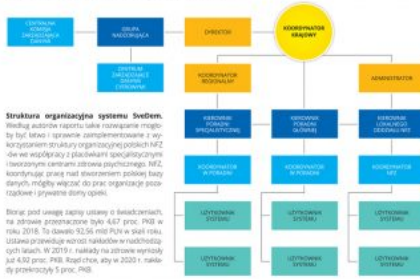 CENTRALNA
KOMISJA
ZARZĄDZAJĄCA
DANYMI
GRUPA
NADZORUJĄCA
DYREKTOR
KOORDYNATOR
KRAJOWY
CENTRUM
ZARZĄDZAJĄCE
DANYMI
KOORDYNATOR
REGIONALNY
ADMINISTRATOR
KIEROWNIK
PORADNI
SPECJALISTYCZNEJ
KIEROWNIK
PORADNI
GŁÓWNEJ
KIEROWNIK
LOKALNEGO
ODDZIAŁU NFZ
KOORDYNATOR
W PORADNI
KOORDYNATOR
W PORADNI
KOORDYNATOR
NFZ
UŻYTKOWNIK
SYSTEMU
UŻYTKOWNIK
SYSTEMU
UŻYTKOWNIK
SYSTEMU
UŻYTKOWNIK
SYSTEMU
UŻYTKOWNIK
SYSTEMU
UŻYTKOWNIK
SYSTEMU
Struktura organizacyjna systemu SveDem.
Według autorów raportu takie rozwiązanie mogło-
by być łatwo i sprawnie zaimplementowane z wy-
korzystaniem struktury organizacyjnej polskich NFZ
-ów we współpracy z placówkami specjalistycznymi
i tworzonymi centrami zdrowia psychicznego. NFZ,
koordynując pracę nad stworzeniem polskiej bazy
danych, mógłby włączać do prac organizacje poza-
rządowe i prywatne domy opieki.
Biorąc pod uwagę zapisy ustawy o świadczeniach,
na zdrowie przeznaczone było 4,67 proc. PKB w
roku 2018. To dawało 92,56 mld PLN w skali roku.
Ustawa przewiduje wzrost nakładów w nadchodzą-
cych latach. W 2019 r. nakłady na zdrowie wyniosły
już 4,92 proc. PKB. Rząd chce, aby w 2020 r. nakła-
dy przekroczyły 5 proc. PKB.